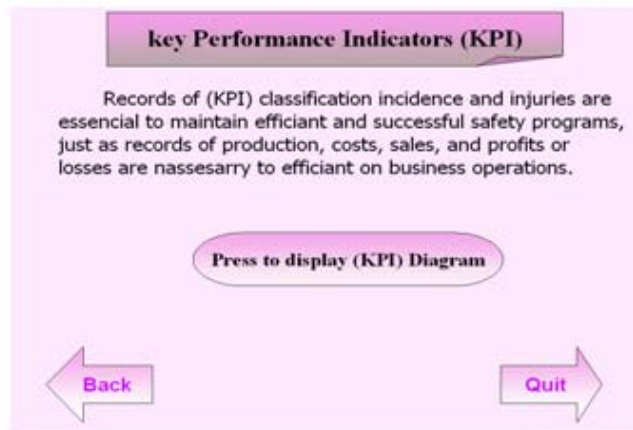 key Performance Indicators (KPI)
Records of (KPI) classification incidence and injuries are
essencial to maintain efficiant and successful safety programs,
just as records of production, costs, sales, and profits or
losses are nassesarry to efficiant on business operations.
Press to display (KPI) Diagram
Back
Quit